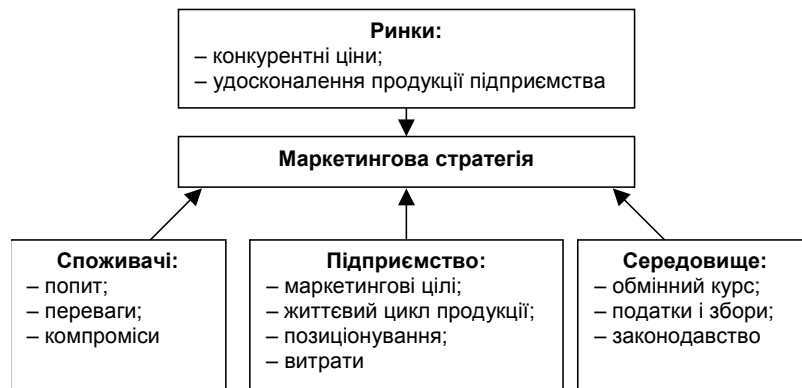 Ринки:
– конкурентні ціни;
– удосконалення продукції підприємства
Маркетингова стратегія
Споживачі:
– попит;
– переваги;
– компроміси
Підприємство:
– маркетингові цілі;
– життєвий цикл продукції;
– позиціонування;
– витрати
Середовище:
– обмінний курс;
– податки і збори;
– законодавство